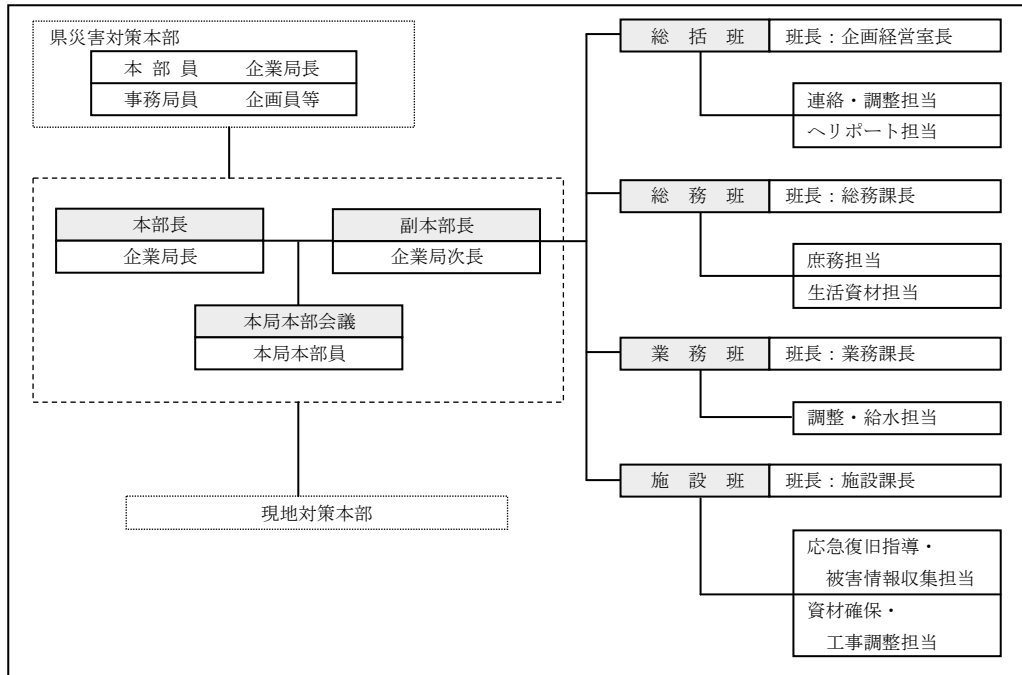 県災害対策本部
本 部 員 企業局長
事務局員 企画員等
本部長
企業局長
副本部長
企業局次長
本局本部会議
本局本部員
現地対策本部
総 括 班 班長:企画経営室長
連絡・調整担当
ヘリポート担当
総 務 班 班長:総務課長
庶務担当
生活資材担当
業 務 班 班長:業務課長
調整・給水担当
施 設 班 班長:施設課長
応急復旧指導・
被害情報収集担当
資材確保・
工事調整担当